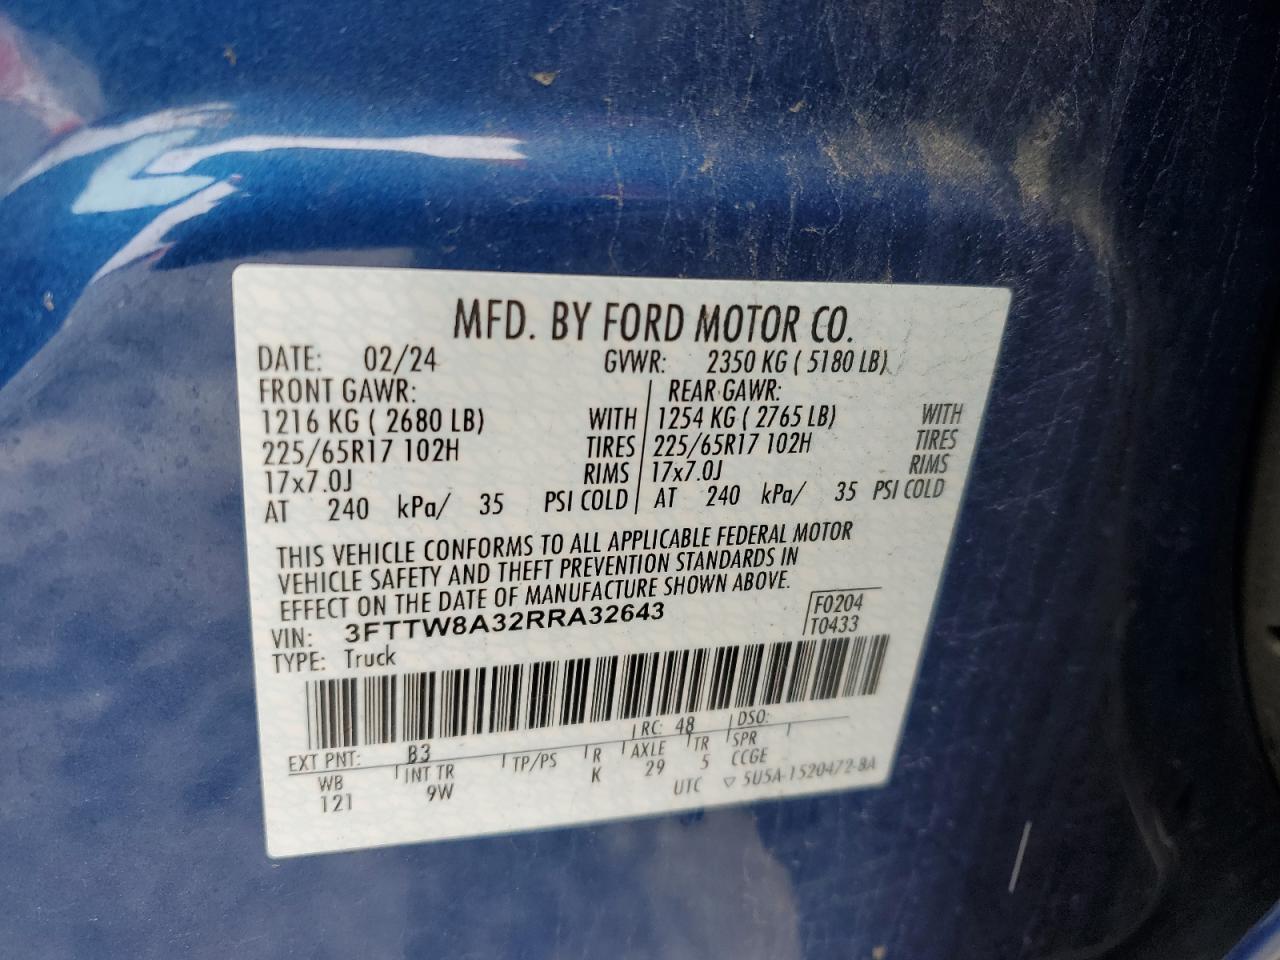 MFD. BY FORD MOTOR CO.
DATE: 02/24 GVWR: 2350 KG ( 5180 LB)
FRONT GAWR: REAR GAWR:
1216 KG ( 2680 LB) WITH 1254 KG ( 2765 LB) WITH
225/65R17 102H TIRES 225/65R17 102H TIRES
17x7.0J RIMS 17x7.0J RIMS
AT 240 kPa/ 35 PSI COLD AT 240 kPa/ 35 PSI COLD
THIS VEHICLE CONFORMS TO ALL APPLICABLE FEDERAL MOTOR
VEHICLE SAFETY AND THEFT PREVENTION STANDARDS IN
EFFECT ON THE DATE OF MANUFACTURE SHOWN ABOVE.
VIN: 3FTTW8A32RRA32643 F0204
TYPE: Truck T0433
EXT PNT: B3 RC: 48 DSO:
WB INT TR TP/PS R AXLE TR SPR
121 9W K 29 5 CCGE
UTC ▽ 5U5A-1520472-BA